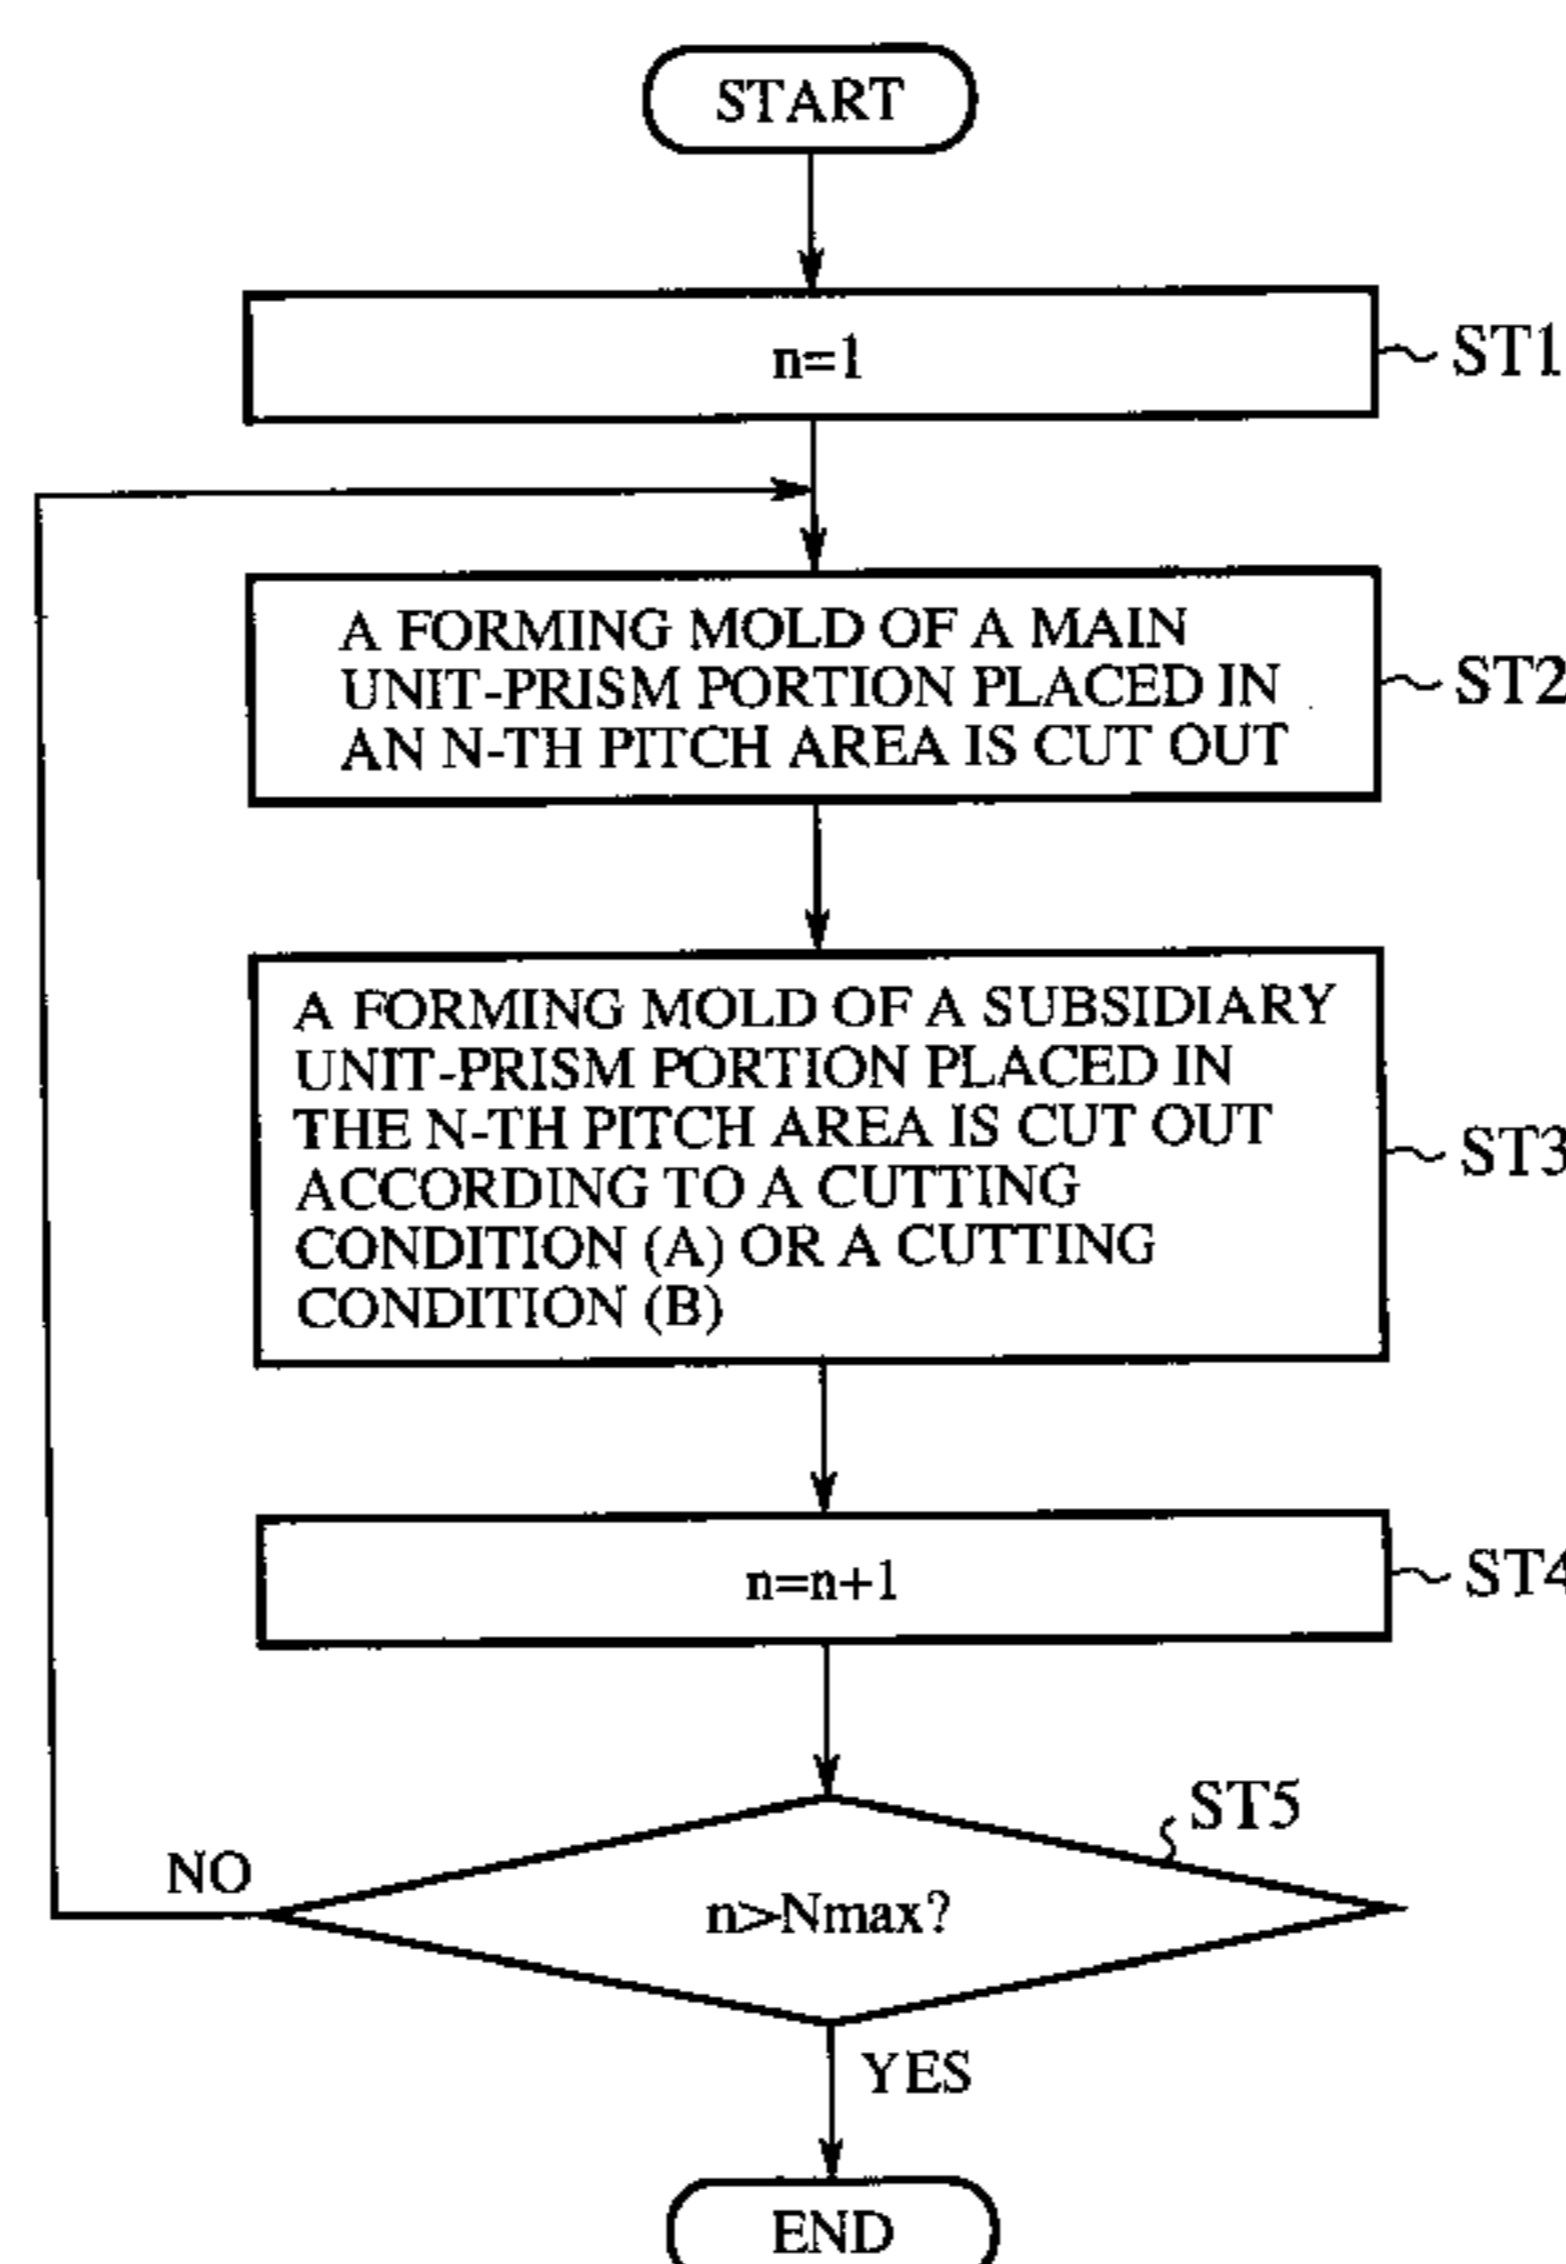 START
n=1
ST1
A FORMING MOLD OF A MAIN
UNIT-PRISM PORTION PLACED IN
AN N-TH PITCH AREA IS CUT OUT
ST2
A FORMING MOLD OF A SUBSIDIARY
UNIT-PRISM PORTION PLACED IN
THE N-TH PITCH AREA IS CUT OUT
ACCORDING TO A CUTTING
CONDITION (A) OR A CUTTING
CONDITION (B)
ST3
n=n+1
ST4
ST5
NO
n>Nmax?
YES
END